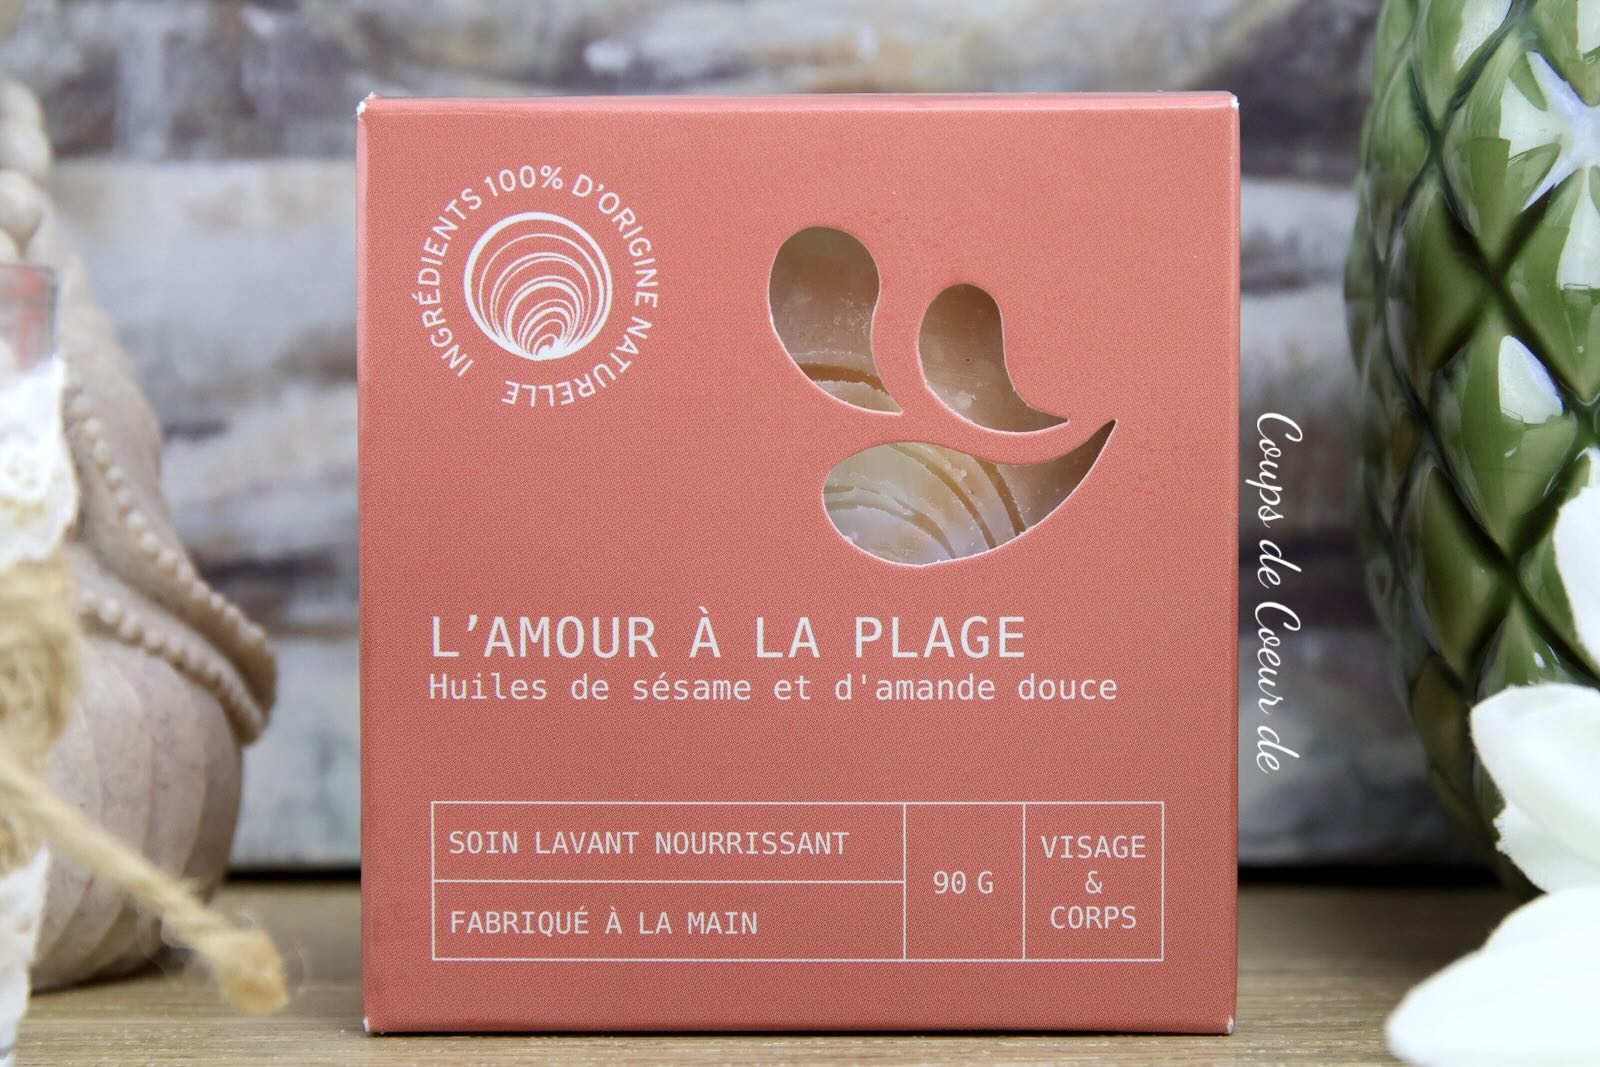 INGRÉDIENTS 100% D'ORIGINE NATURELLE
L'AMOUR À LA PLAGE
Huiles de sésame et d'amande douce
SOIN LAVANT NOURRISSANT
FABRIQUÉ À LA MAIN
90 G
VISAGE
&
CORPS
Coups de Coeur de